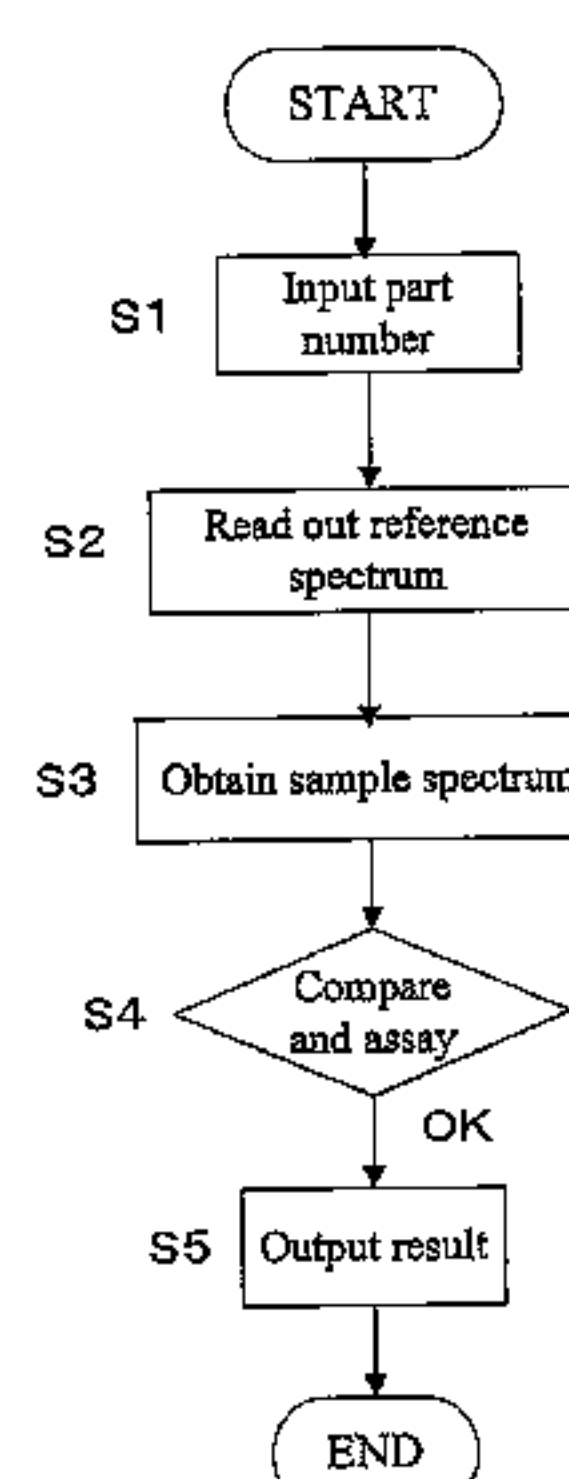 START
S1
Input part
number
S2
Read out reference
spectrum
S3
Obtain sample spectrum
S4
Compare
and assay
OK
S5
Output result
END